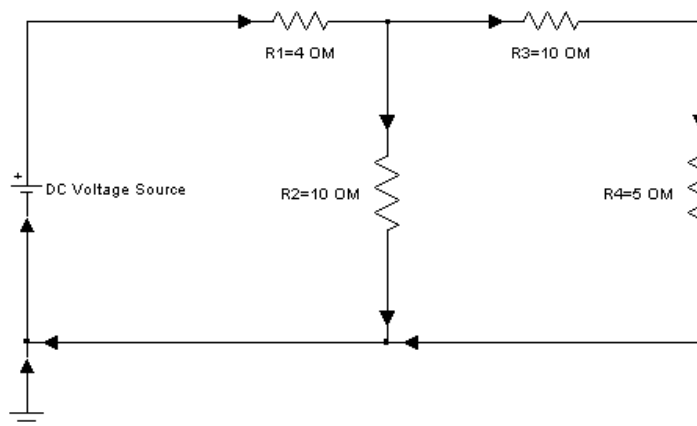 R1=4 OM
R3=10 OM
+
DC Voltage Source
R2=10 OM
R4=5 OM